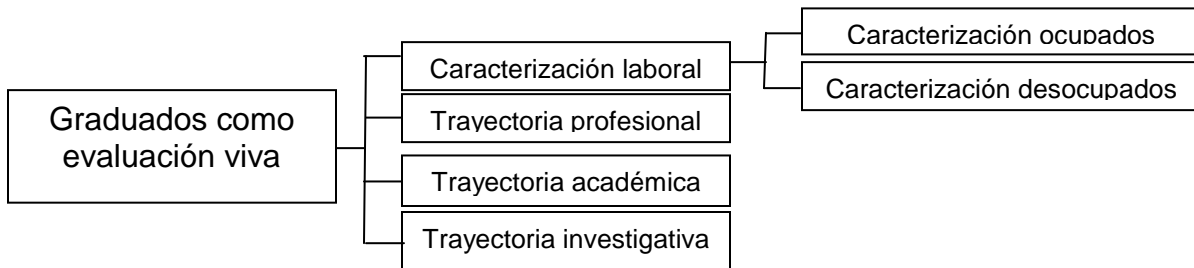 Graduados como
evaluación viva
Caracterización laboral
Trayectoria profesional
Trayectoria académica
Trayectoria investigativa
Caracterización ocupados
Caracterización desocupados